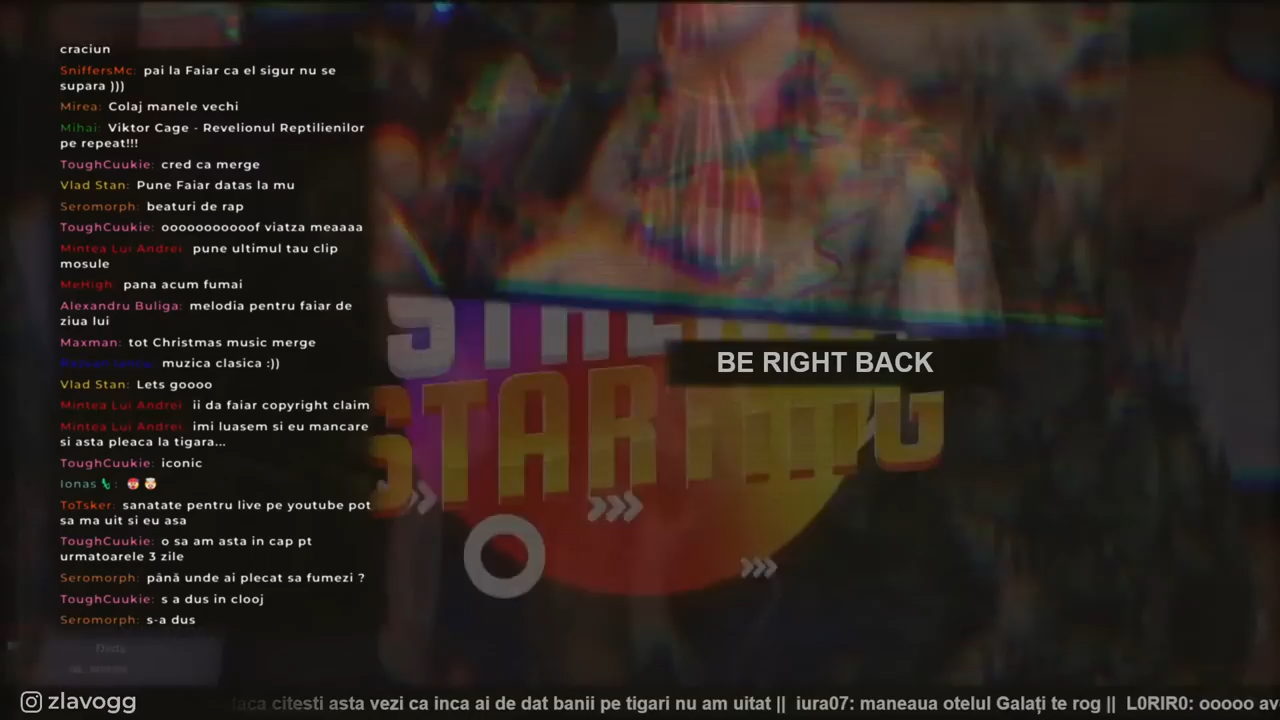 craciun
SniffersMc: pai la Faiar ca el sigur nu se
supara )))
Mirea: Colaj manele vechi
Mihai: Viktor Cage - Revelionul Reptilienilor
pe repeat!!!
ToughCuukie: cred ca merge
Vlad Stan: Pune Faiar datas la mu
Seromorph: beaturi de rap
ToughCuukie: ooooooooooof viatza meaaaa
Mintea Lui Andrei: pune ultimul tau clip
mosule
MeHigh: pana acum fumai
Alexandru Buliga: melodia pentru faiar de
ziua lui
Maxman: tot Christmas music merge
muzica clasica :))
Vlad Stan: Lets goooo
Mintea Lui Andrei: ii da faiar copyright claim
Mintea Lui Andrei: imi luasem si eu mancare
si asta pleaca la tigara...
ToughCuukie: iconic
Ionas :
ToTsker: sanatate pentru live pe youtube pot
sa ma uit si eu asa
ToughCuukie: o sa am asta in cap pt
urmatoarele 3 zile
Seromorph: până unde ai plecat sa fumezi ?
ToughCuukie: s a dus in clooj
Seromorph: s-a dus
STARTING
BE RIGHT BACK
zlavogg
citesti asta vezi ca inca ai de dat banii pe tigari nu am uitat || iura07: maneaua otelul Galați te rog || L0RIR0: ooooo av